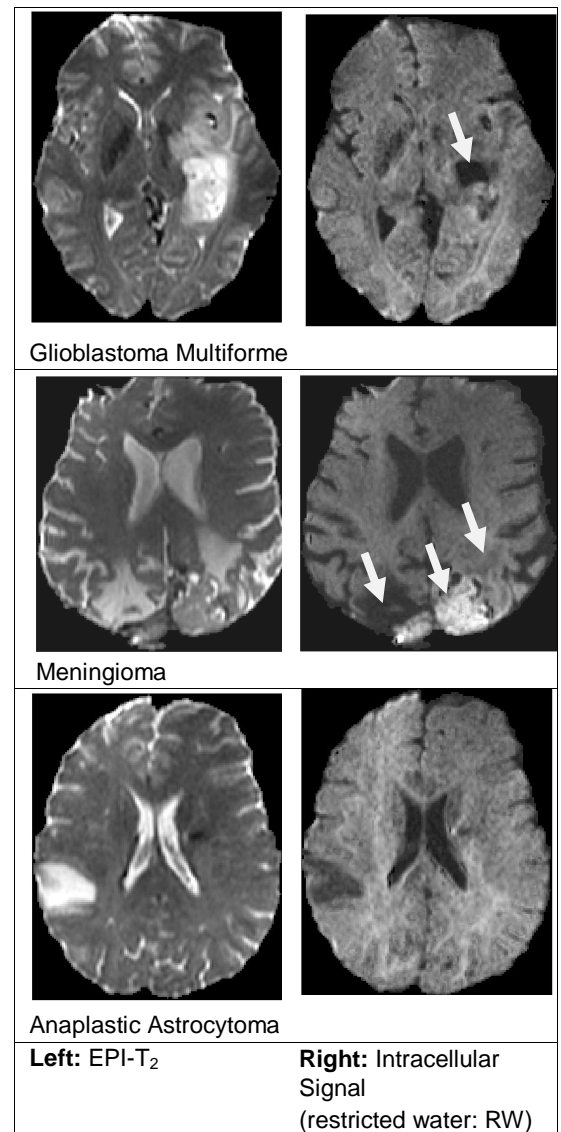 Glioblastoma Multiforme
Meningioma
Anaplastic Astrocytoma
Left: EPI-T₂
Right: Intracellular
Signal
(restricted water: RW)